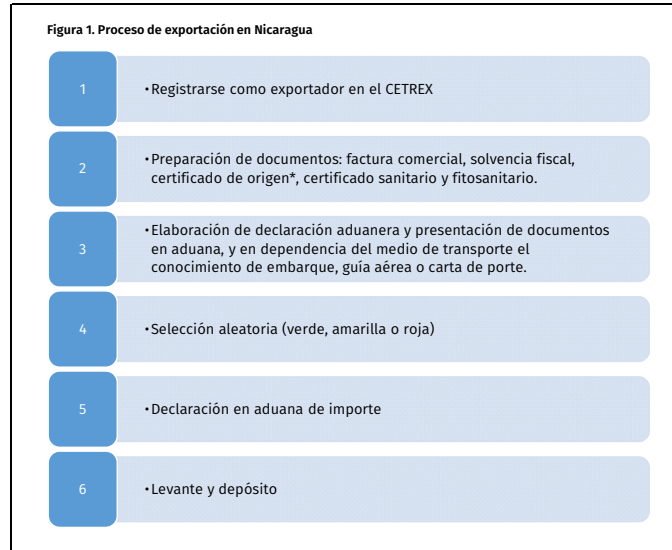 Figura 1. Proceso de exportación en Nicaragua
1
•Registrarse como exportador en el CETREX
2
•Preparación de documentos: factura comercial, solvencia fiscal,
certificado de origen*, certificado sanitario y fitosanitario.
3
•Elaboración de declaración aduanera y presentación de documentos
en aduana, y en dependencia del medio de transporte el
conocimiento de embarque, guía aérea o carta de porte.
4
•Selección aleatoria (verde, amarilla o roja)
5
•Declaración en aduana de importe
6
•Levante y depósito